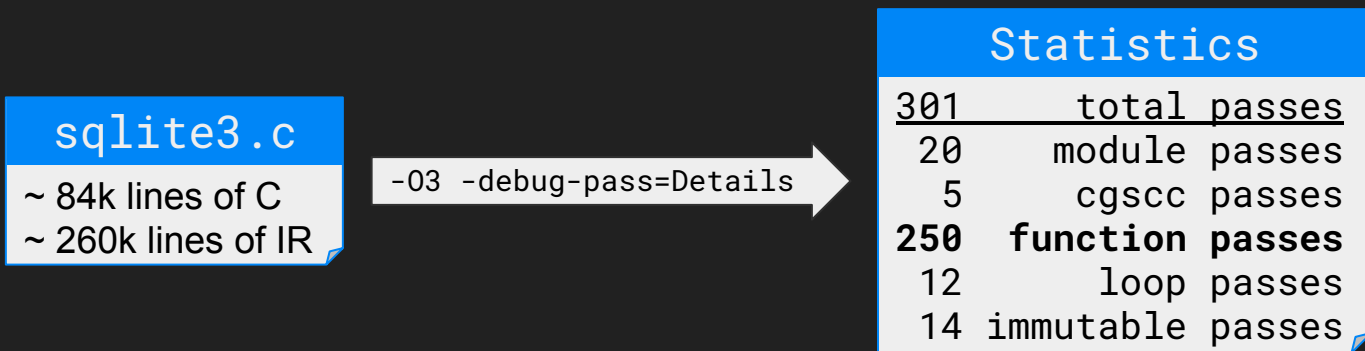 sqlite3.c
~ 84k lines of C
~ 260k lines of IR
-O3 -debug-pass=Details
Statistics
301 total passes
20 module passes
5 cgscc passes
250 function passes
12 loop passes
14 immutable passes